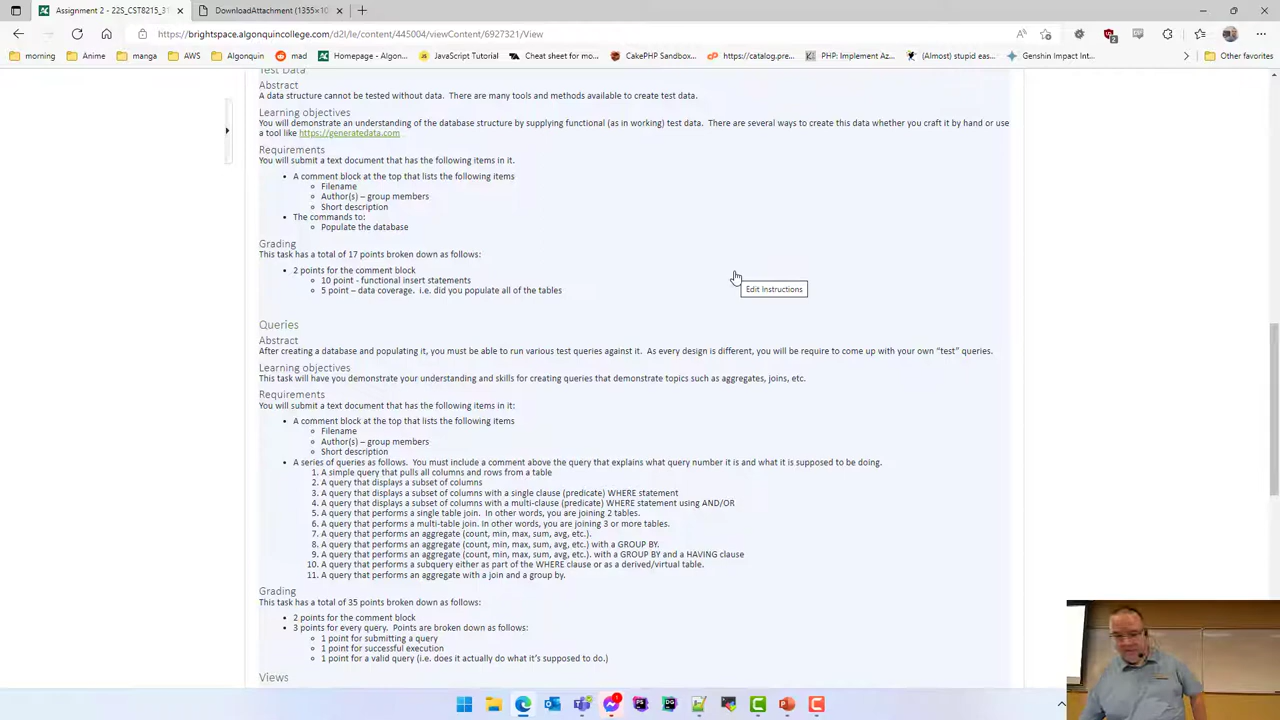 Assignment 2 - 22S_CST8215_31
DownloadAttachment (1355×10
https://brightspace.algonquincollege.com/d2l/le/content/445004/viewContent/6927321/View
morning
Anime
manga
AWS
Algonquin
mad
Homepage - Algon...
JavaScript Tutorial
Cheat sheet for mo...
CakePHP Sandbox...
https://catalog.pre...
PHP: Implement Az...
(Almost) stupid eas...
Genshin Impact Int...
Other favorites
Test Data
Abstract
A data structure cannot be tested without data. There are many tools and methods available to create test data.
Learning objectives
You will demonstrate an understanding of the database structure by supplying functional (as in working) test data. There are several ways to create this data whether you craft it by hand or use
a tool like https://generatedata.com
Requirements
You will submit a text document that has the following items in it.
• A comment block at the top that lists the following items
Filename
Author(s) – group members
Short description
• The commands to:
Populate the database
Grading
This task has a total of 17 points broken down as follows:
• 2 points for the comment block
10 point - functional insert statements
5 point – data coverage. i.e. did you populate all of the tables
Edit Instructions
Queries
Abstract
After creating a database and populating it, you must be able to run various test queries against it. As every design is different, you will be require to come up with your own “test” queries.
Learning objectives
This task will have you demonstrate your understanding and skills for creating queries that demonstrate topics such as aggregates, joins, etc.
Requirements
You will submit a text document that has the following items in it:
• A comment block at the top that lists the following items
Filename
Author(s) – group members
Short description
• A series of queries as follows. You must include a comment above the query that explains what query number it is and what it is supposed to be doing.
1. A simple query that pulls all columns and rows from a table
2. A query that displays a subset of columns
3. A query that displays a subset of columns with a single clause (predicate) WHERE statement
4. A query that displays a subset of columns with a multi-clause (predicate) WHERE statement using AND/OR
5. A query that performs a single table join. In other words, you are joining 2 tables.
6. A query that performs a multi-table join. In other words, you are joining 3 or more tables.
7. A query that performs an aggregate (count, min, max, sum, avg, etc.).
8. A query that performs an aggregate (count, min, max, sum, avg, etc.) with a GROUP BY.
9. A query that performs an aggregate (count, min, max, sum, avg, etc.). with a GROUP BY and a HAVING clause
10. A query that performs a subquery either as part of the WHERE clause or as a derived/virtual table.
11. A query that performs an aggregate with a join and a group by.
Grading
This task has a total of 35 points broken down as follows:
• 2 points for the comment block
• 3 points for every query. Points are broken down as follows:
1 point for submitting a query
1 point for successful execution
1 point for a valid query (i.e. does it actually do what it’s supposed to do.)
Views